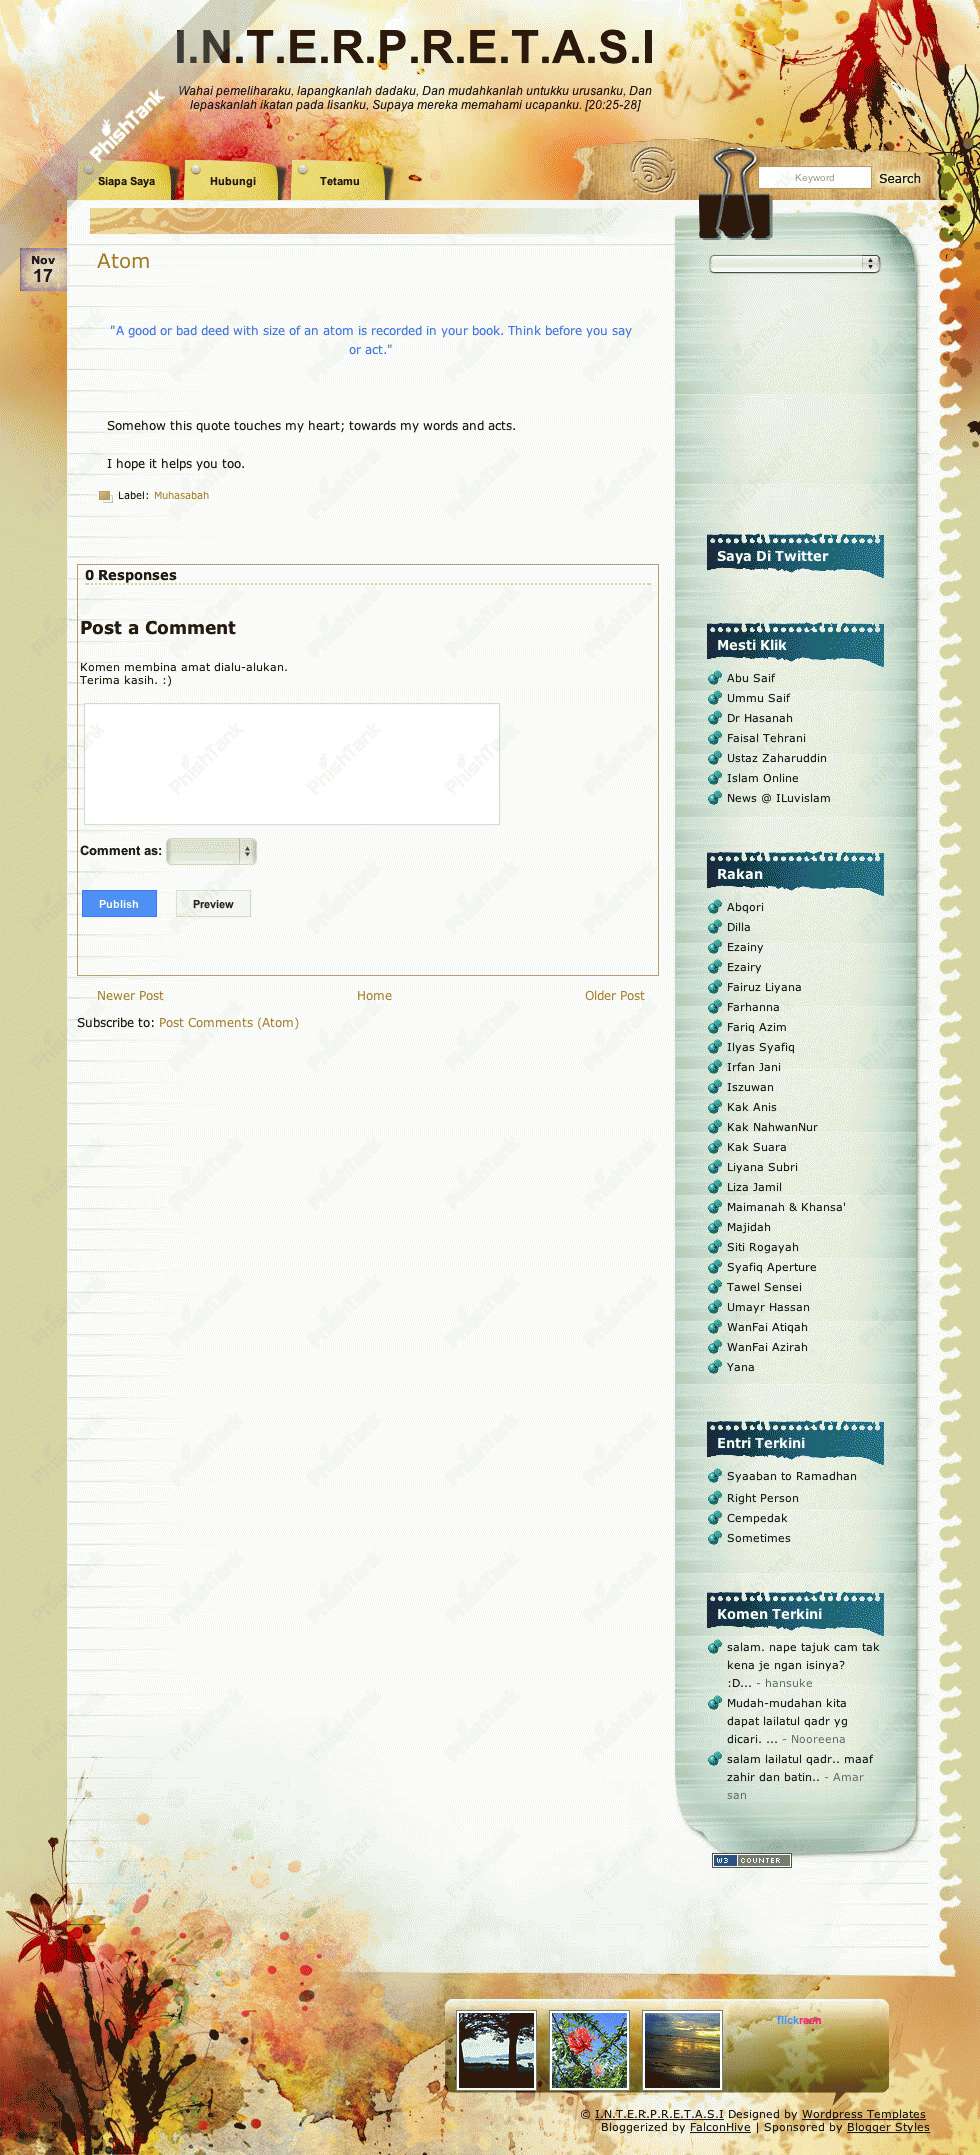 I.N.T.E.R.P.R.E.T.A.S.I
Wahai pemeliharaku, lapangkanlah dadaku, Dan mudahkanlah untukku urusanku, Dan
lepaskanlah ikatan pada lisanku, Supaya mereka memahami ucapanku. [20:25-28]
PhishTank
Siapa Saya
Hubungi
Tetamu
Keyword
Search
Nov
17
Atom
"A good or bad deed with size of an atom is recorded in your book. Think before you say
or act."
Somehow this quote touches my heart; towards my words and acts.
I hope it helps you too.
Label: Muhasabah
0 Responses
Post a Comment
Komen membina amat dialu-alukan.
Terima kasih. :)
Comment as:
Publish
Preview
Newer Post
Home
Older Post
Subscribe to: Post Comments (Atom)
Saya Di Twitter
Mesti Klik
Abu Saif
Ummu Saif
Dr Hasanah
Faisal Tehrani
Ustaz Zaharuddin
Islam Online
News @ ILuvislam
Rakan
Abqori
Dilla
Ezainy
Ezairy
Fairuz Liyana
Farhanna
Fariq Azim
Ilyas Syafiq
Irfan Jani
Iszuwan
Kak Anis
Kak NahwanNur
Kak Suara
Liyana Subri
Liza Jamil
Maimanah & Khansa'
Majidah
Siti Rogayah
Syafiq Aperture
Tawel Sensei
Umayr Hassan
WanFai Atiqah
WanFai Azirah
Yana
Entri Terkini
Syaaban to Ramadhan
Right Person
Cempedak
Sometimes
Komen Terkini
salam. nape tajuk cam tak
kena je ngan isinya?
:D... - hansuke
Mudah-mudahan kita
dapat lailatul qadr yg
dicari. ... - Nooreena
salam lailatul qadr.. maaf
zahir dan batin.. - Amar
san
W3 COUNTER
© I.N.T.E.R.P.R.E.T.A.S.I Designed by Wordpress Templates
Bloggerized by FalconHive | Sponsored by Blogger Styles